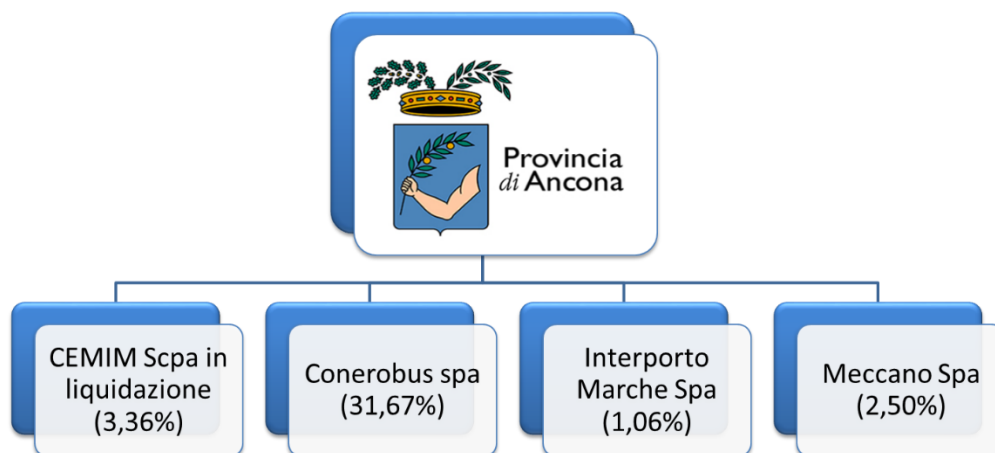 Provincia
di Ancona
CEMIM Scpa in
liquidazione
(3,36%)
Conerobus spa
(31,67%)
Interporto
Marche Spa
(1,06%)
Meccano Spa
(2,50%)